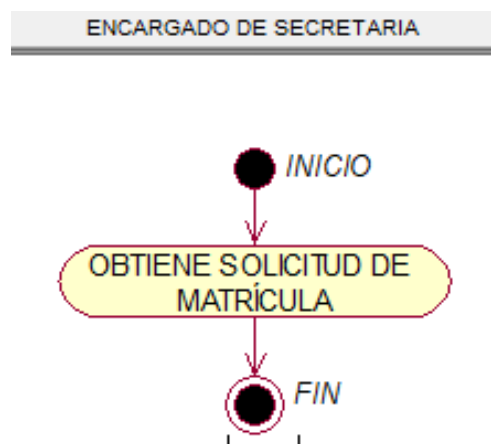 ENCARGADO DE SECRETARIA
INICIO
OBTIENE SOLICITUD DE
MATRÍCULA
FIN